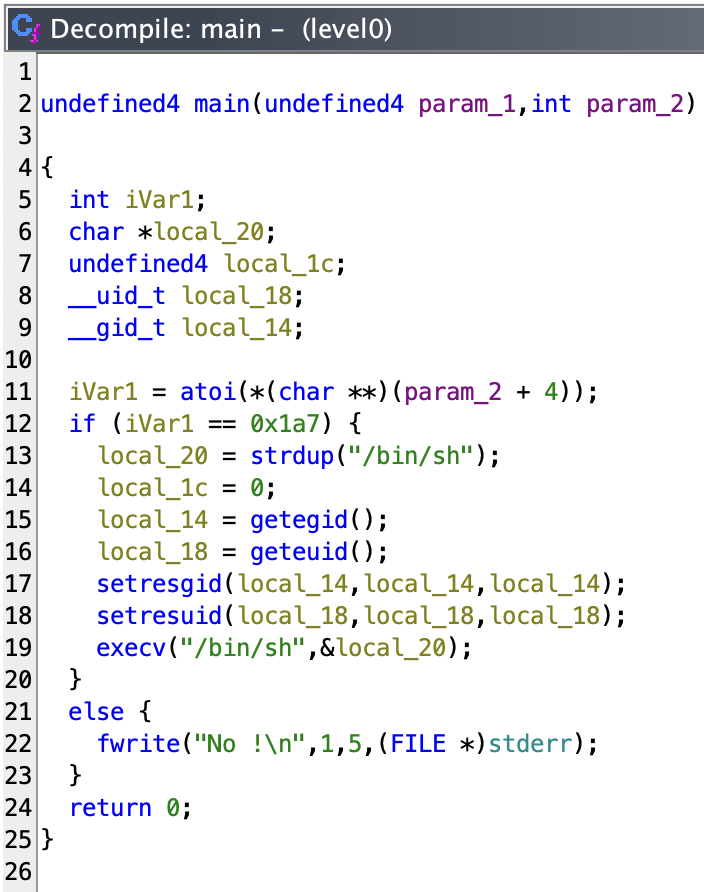 Decompile: main – (level0)
1
2 undefined4 main(undefined4 param_1,int param_2)
3
4 {
5   int iVar1;
6   char *local_20;
7   undefined4 local_1c;
8   __uid_t local_18;
9   __gid_t local_14;
10
11   iVar1 = atoi(*(char **)(param_2 + 4));
12   if (iVar1 == 0x1a7) {
13     local_20 = strdup("/bin/sh");
14     local_1c = 0;
15     local_14 = getegid();
16     local_18 = geteuid();
17     setresgid(local_14,local_14,local_14);
18     setresuid(local_18,local_18,local_18);
19     execv("/bin/sh",&local_20);
20   }
21   else {
22     fwrite("No !\n",1,5,(FILE *)stderr);
23   }
24   return 0;
25 }
26